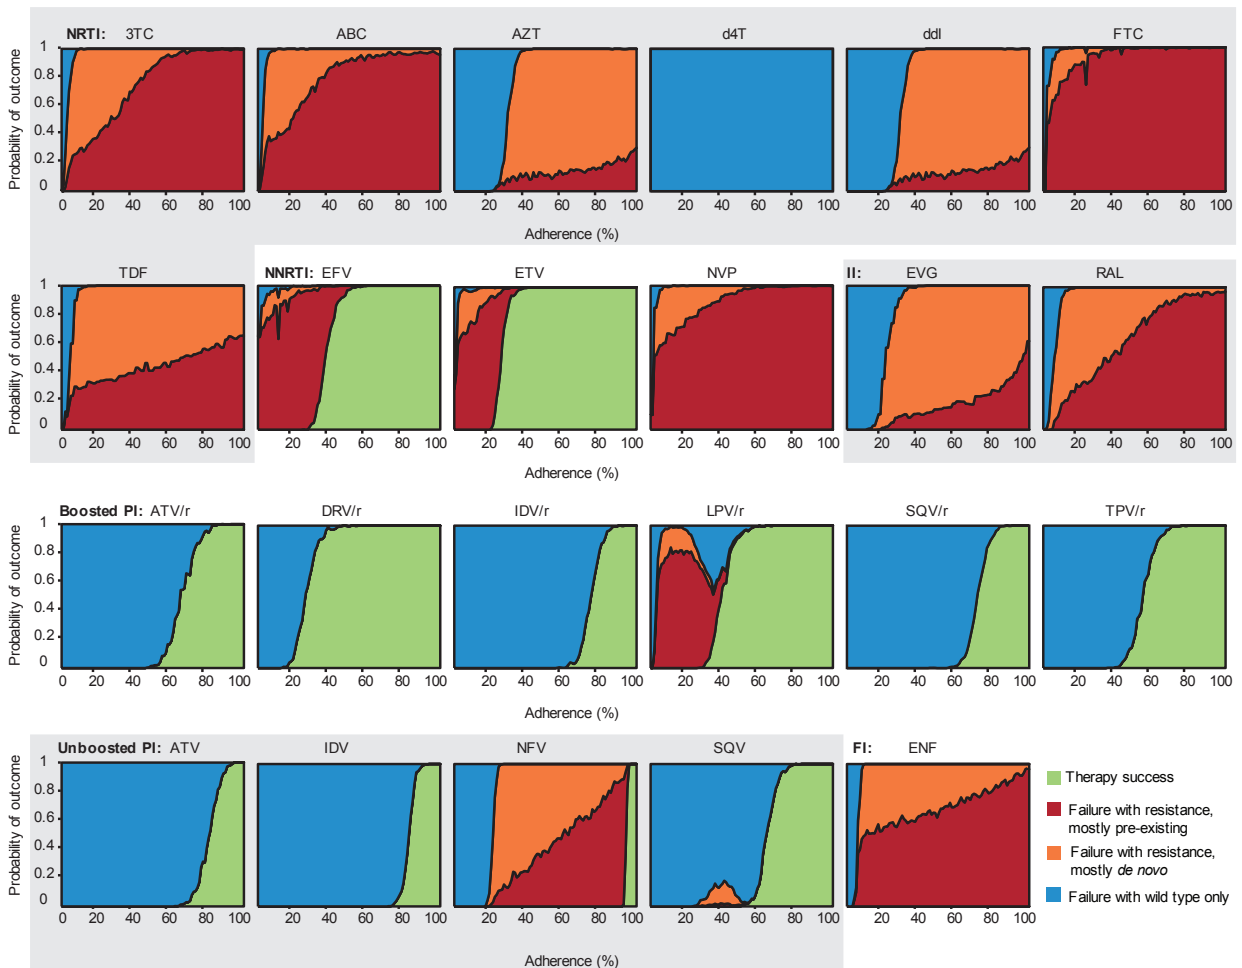 NRTI: 3TC ABC AZT d4T ddI FTC
Probability of outcome
1
0.8
0.6
0.4
0.2
0
0 20 40 60 80 100 20 40 60 80 100 20 40 60 80 100 20 40 60 80 100 20 40 60 80 100 20 40 60 80 100
Adherence (%)
TDF NNRTI: EFV ETV NVP II: EVG RAL
Probability of outcome
1
0.8
0.6
0.4
0.2
0
0 20 40 60 80 100 20 40 60 80 100 20 40 60 80 100 20 40 60 80 100 20 40 60 80 100 20 40 60 80 100
Adherence (%)
Boosted PI: ATV/r DRV/r IDV/r LPV/r SQV/r TPV/r
Probability of outcome
1
0.8
0.6
0.4
0.2
0
0 20 40 60 80 100 20 40 60 80 100 20 40 60 80 100 20 40 60 80 100 20 40 60 80 100 20 40 60 80 100
Adherence (%)
Unboosted PI: ATV IDV NFV SQV FI: ENF
Probability of outcome
1
0.8
0.6
0.4
0.2
0
0 20 40 60 80 100 20 40 60 80 100 20 40 60 80 100 20 40 60 80 100 20 40 60 80 100
Adherence (%)
Therapy success
Failure with resistance,
mostly pre-existing
Failure with resistance,
mostly de novo
Failure with wild type only